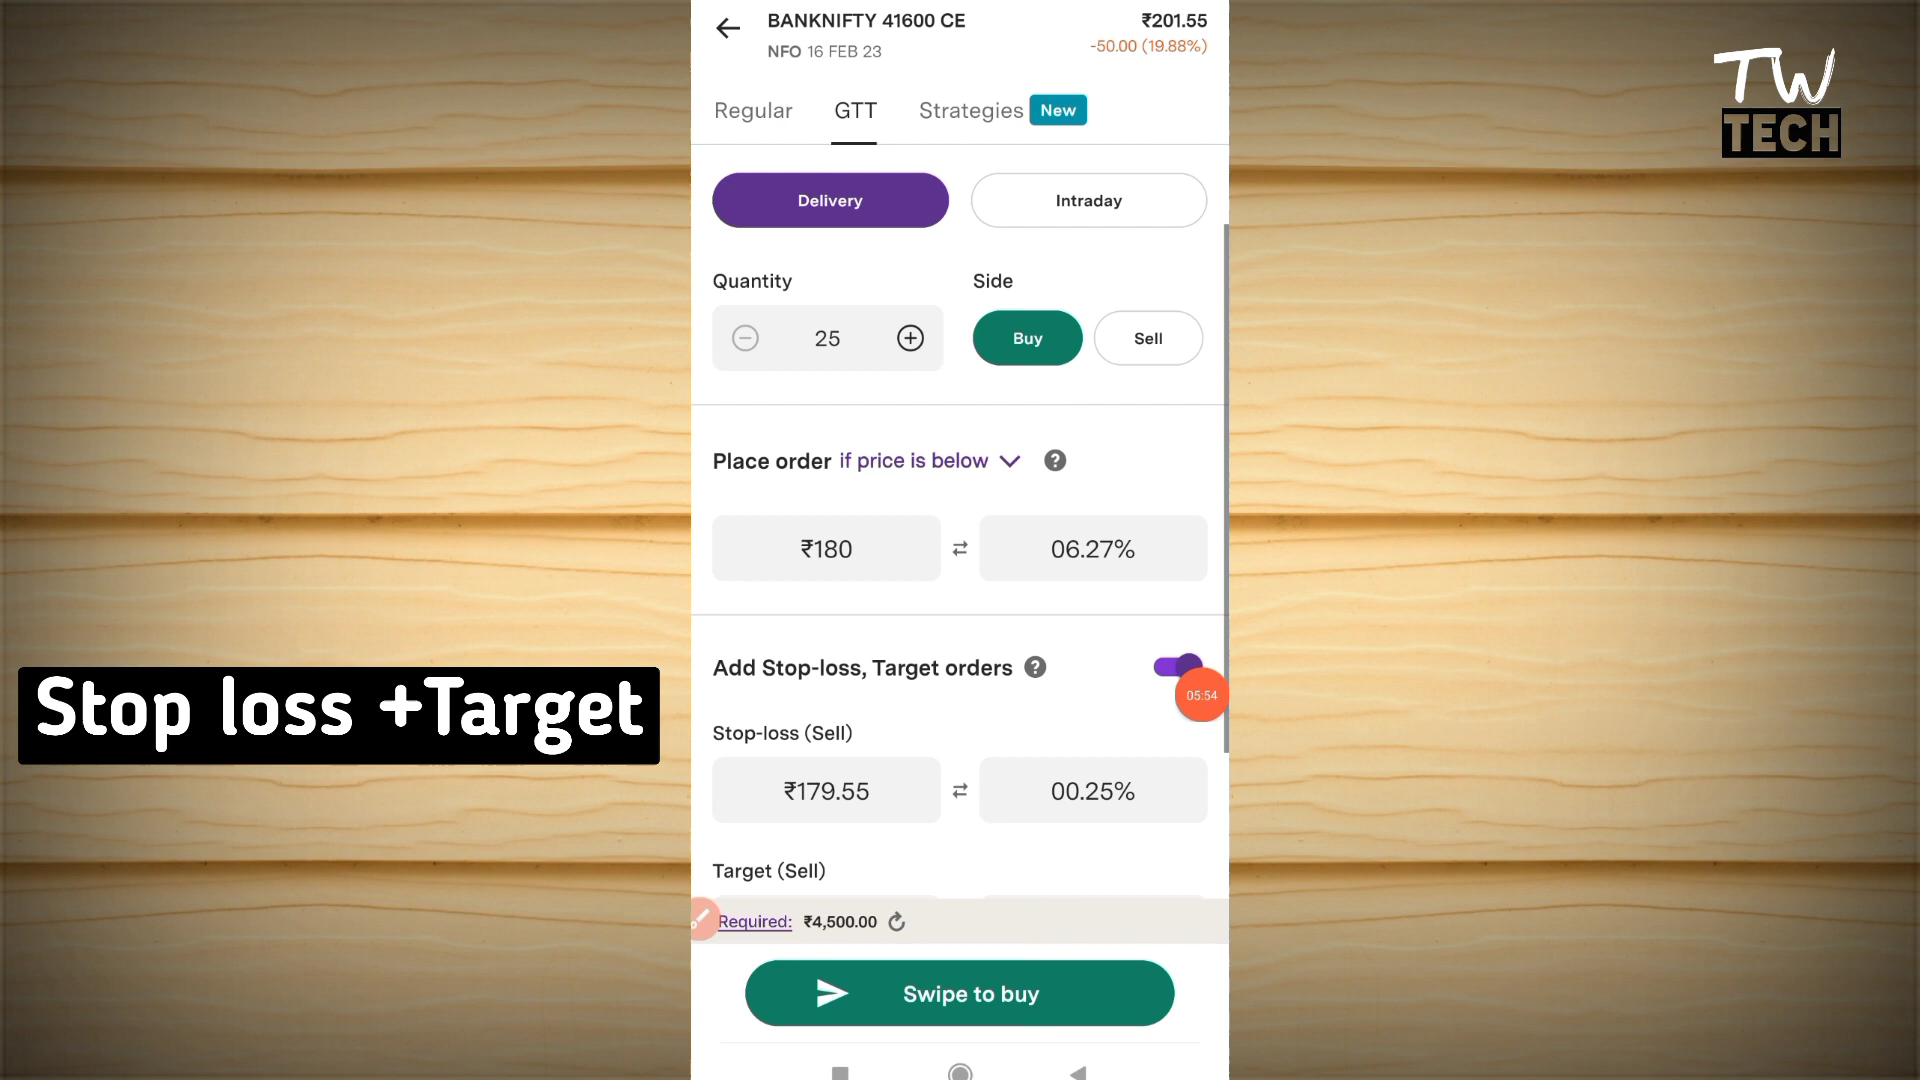 BANKNIFTY 41600 CE
₹201.55
NFO 16 FEB 23
-50.00 (19.88%)
Regular
GTT
Strategies
New
Delivery
Intraday
Quantity
Side
25
Buy
Sell
Place order if price is below
?
₹180
06.27%
Add Stop-loss, Target orders
?
05:54
Stop-loss (Sell)
₹179.55
00.25%
Target (Sell)
Required: ₹4,500.00
Swipe to buy
Stop loss +Target
TW
TECH